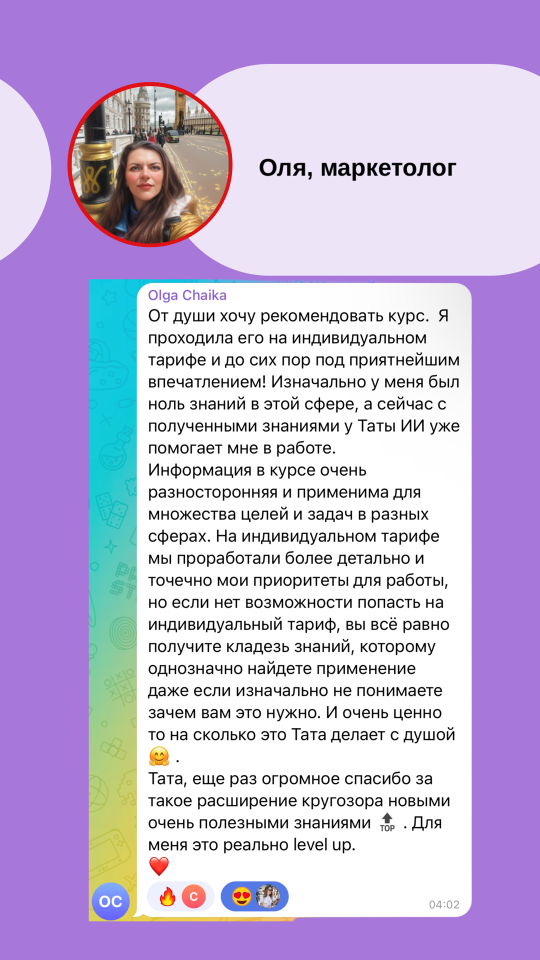 Оля, маркетолог
Olga Chaika
От души хочу рекомендовать курс.  Я
проходила его на индивидуальном
тарифе и до сих пор под приятнейшим
впечатлением! Изначально у меня был
ноль знаний в этой сфере, а сейчас с
полученными знаниями у Таты ИИ уже
помогает мне в работе.
Информация в курсе очень
разносторонняя и применима для
множества целей и задач в разных
сферах. На индивидуальном тарифе
мы проработали более детально и
точечно мои приоритеты для работы,
но если нет возможности попасть на
индивидуальный тариф, вы всё равно
получите кладезь знаний, которому
однозначно найдете применение
даже если изначально не понимаете
зачем вам это нужно. И очень ценно
то на сколько это Тата делает с душой
🤗 .
Тата, еще раз огромное спасибо за
такое расширение кругозора новыми
очень полезными знаниями 🔝 . Для
меня это реально level up.
❤️
🔥 C 😍
OC
04:02